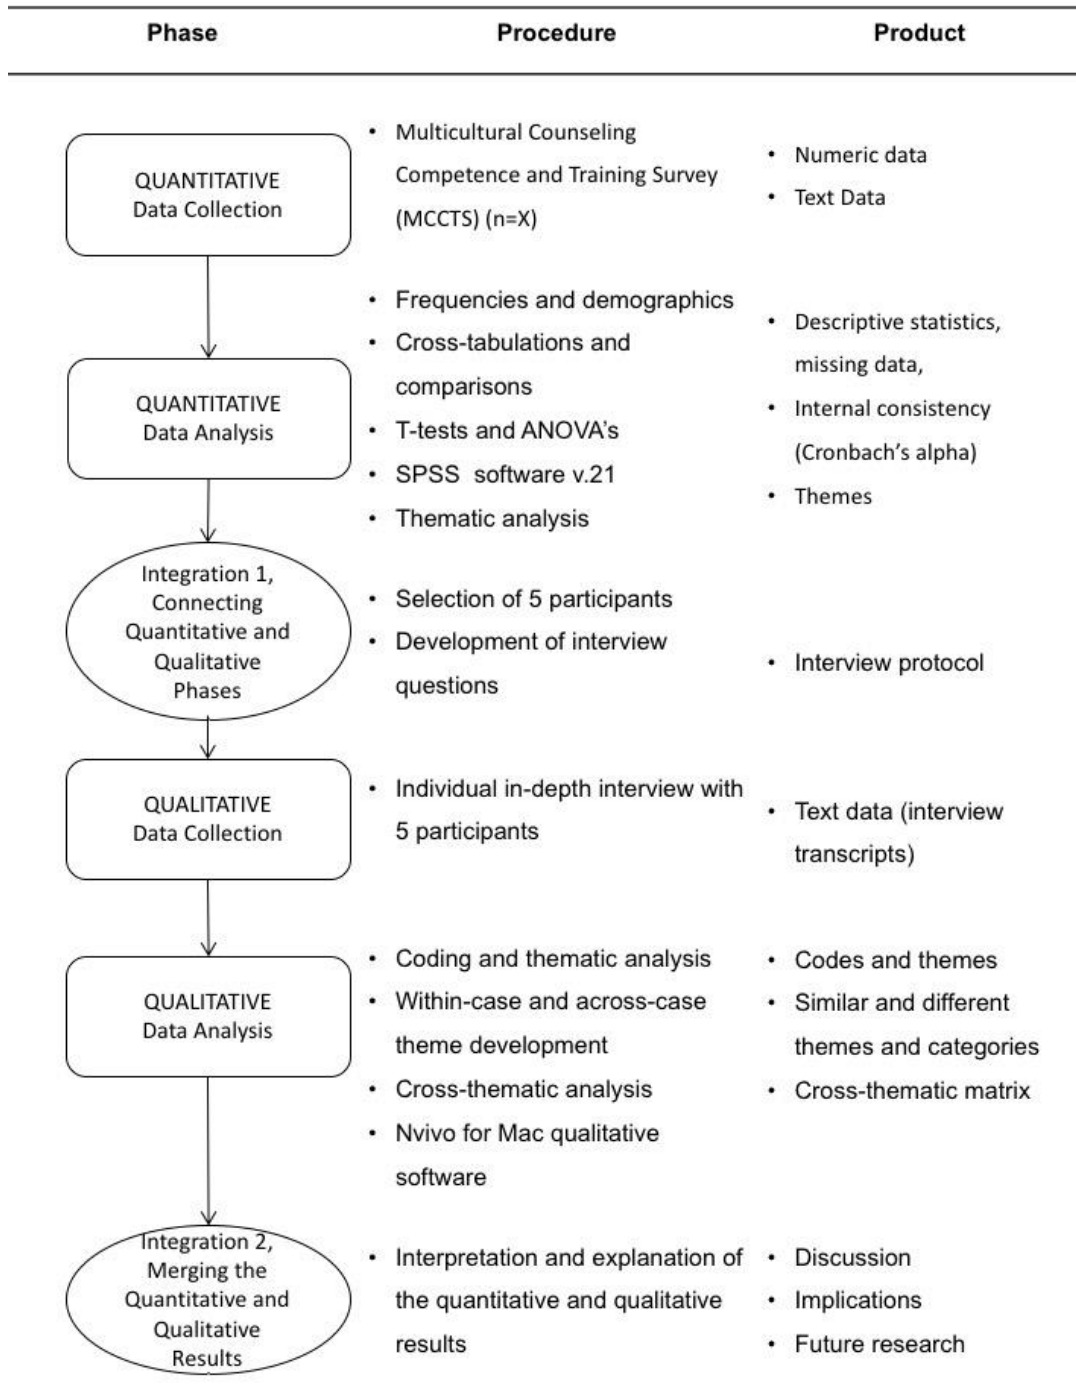 Phase Procedure Product
QUANTITATIVE
Data Collection
• Multicultural Counseling
Competence and Training Survey
(MCCTS) (n=X)
• Numeric data
• Text Data
QUANTITATIVE
Data Analysis
• Frequencies and demographics
• Cross-tabulations and
comparisons
• T-tests and ANOVA’s
• SPSS  software v.21
• Thematic analysis
• Descriptive statistics,
missing data,
• Internal consistency
(Cronbach’s alpha)
• Themes
Integration 1,
Connecting
Quantitative and
Qualitative
Phases
• Selection of 5 participants
• Development of interview
questions
• Interview protocol
QUALITATIVE
Data Collection
• Individual in-depth interview with
5 participants
• Text data (interview
transcripts)
QUALITATIVE
Data Analysis
• Coding and thematic analysis
• Within-case and across-case
theme development
• Cross-thematic analysis
• Nvivo for Mac qualitative
software
• Codes and themes
• Similar and different
themes and categories
• Cross-thematic matrix
Integration 2,
Merging the
Quantitative and
Qualitative
Results
• Interpretation and explanation of
the quantitative and qualitative
results
• Discussion
• Implications
• Future research